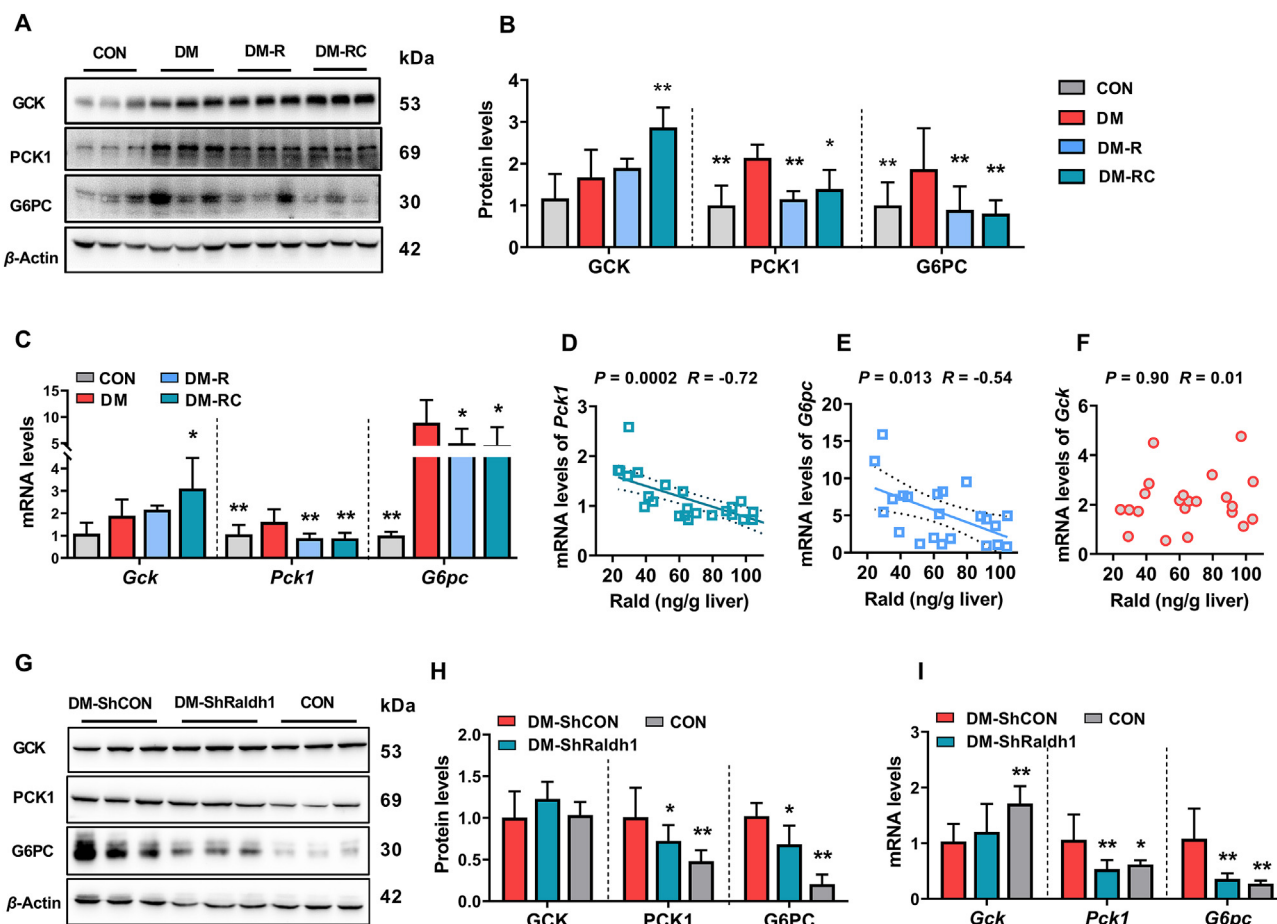 A
CON DM DM-R DM-RC kDa
GCK 53
PCK1 69
G6PC 30
β-Actin 42
B
Protein levels
4
3
2
1
0
** ** ** * ** ** **
GCK PCK1 G6PC
CON
DM
DM-R
DM-RC
C
CON DM-R
DM DM-RC
mRNA levels
15
10
5
4
3
2
1
0
* ** ** ** ** * *
Gck Pck1 G6pc
D
P = 0.0002 R = -0.72
mRNA levels of Pck1
3
2
1
0
20 40 60 80 100
Rald (ng/g liver)
E
P = 0.013 R = -0.54
mRNA levels of G6pc
20
15
10
5
0
20 40 60 80 100
Rald (ng/g liver)
F
P = 0.90 R = 0.01
mRNA levels of Gck
6
4
2
0
20 40 60 80 100
Rald (ng/g liver)
G
DM-ShCON DM-ShRaldh1 CON kDa
GCK 53
PCK1 69
G6PC 30
β-Actin 42
H
DM-ShCON CON
DM-ShRaldh1
Protein levels
2.0
1.5
1.0
0.5
0.0
* ** * **
GCK PCK1 G6PC
I
DM-ShCON CON
DM-ShRaldh1
mRNA levels
3
2
1
0
** ** * ** **
Gck Pck1 G6pc